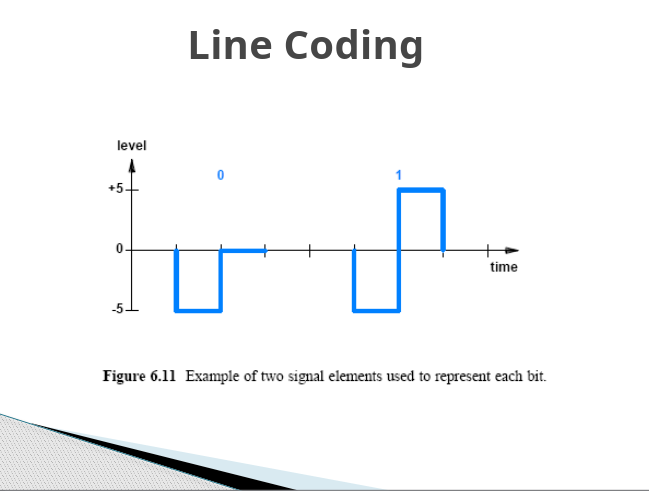 Line Coding
level
0 1
+5
0
time
-5
Figure 6.11 Example of two signal elements used to represent each bit.